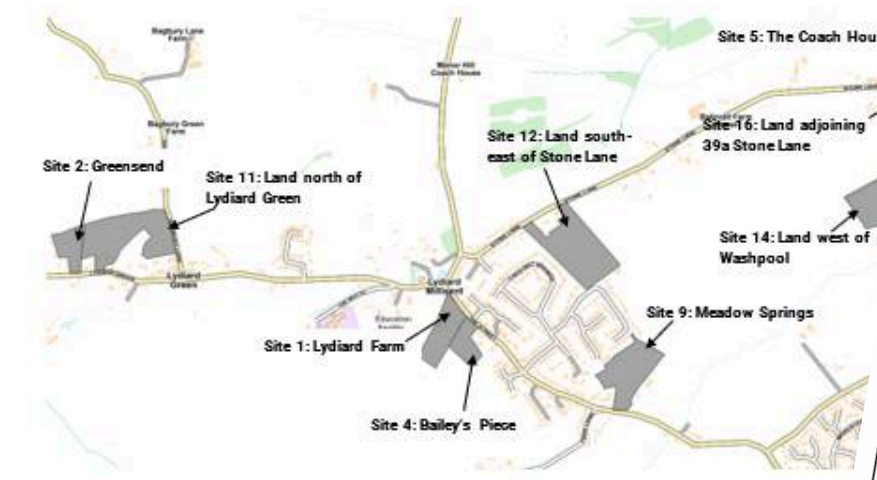 Bagbury Lane
Farm
Site 5: The Coach Hou
Manor Hill
Coach House
Bagbury Green
Farm
Site 12: Land south-
east of Stone Lane
Site 16: Land adjoining
39a Stone Lane
Site 2: Greensend
Site 11: Land north of
Lydiard Green
Site 14: Land west of
Washpool
Lydiard
Green
Lydiard
Millicent
Site 9: Meadow Springs
Education
Site 1: Lydiard Farm
Site 4: Bailey's Piece